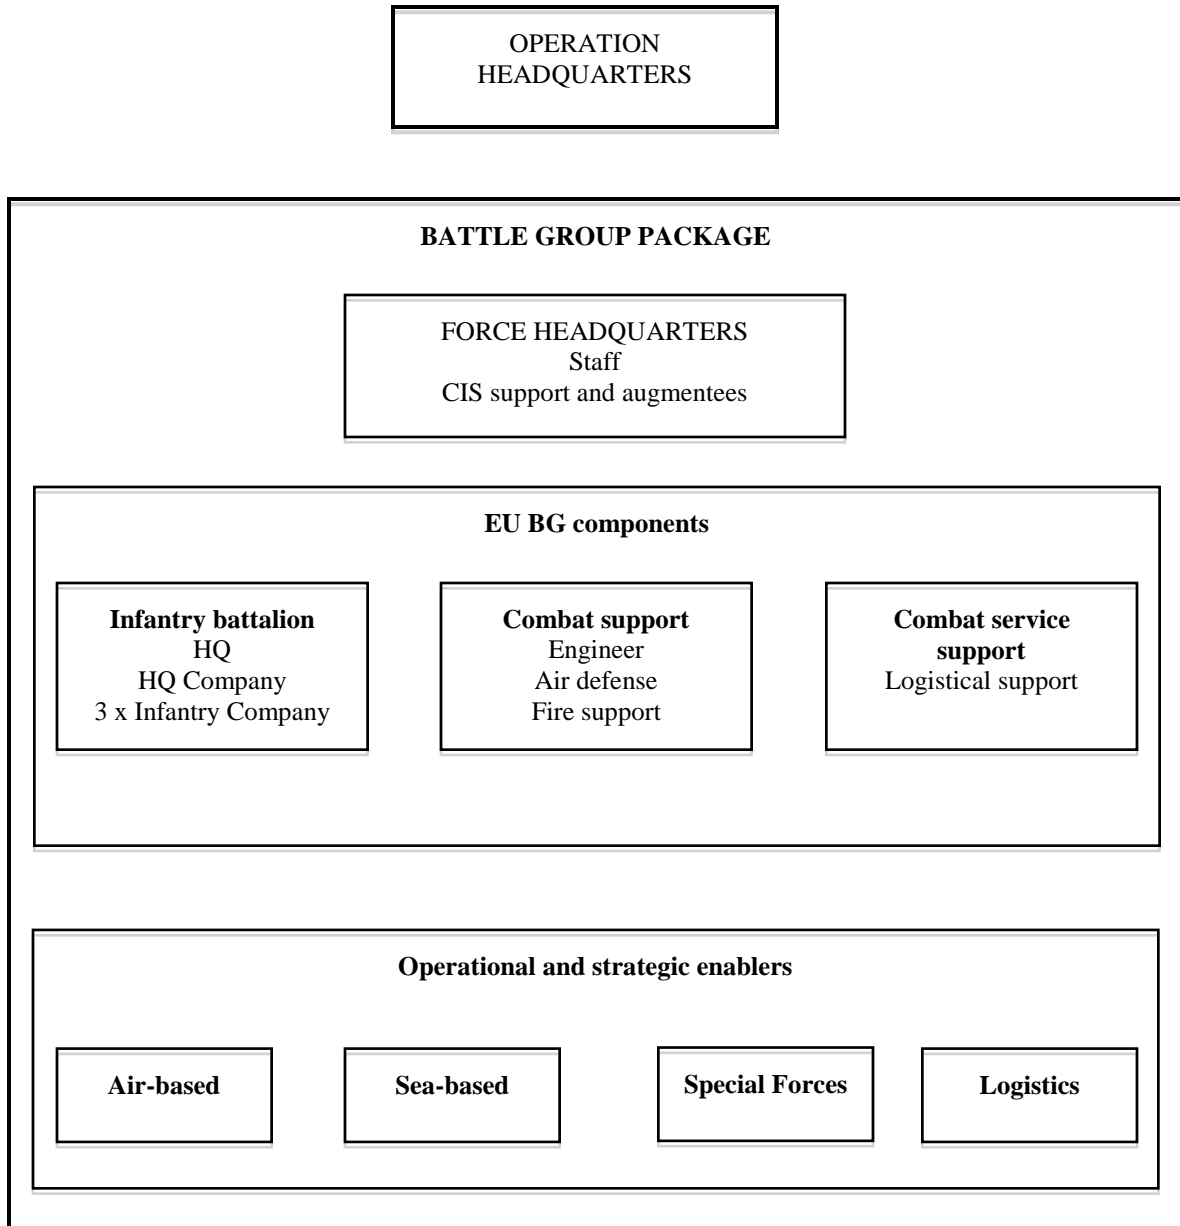 OPERATION
HEADQUARTERS
BATTLE GROUP PACKAGE
FORCE HEADQUARTERS
Staff
CIS support and augmentees
EU BG components
Infantry battalion
HQ
HQ Company
3 x Infantry Company
Combat support
Engineer
Air defense
Fire support
Combat service
support
Logistical support
Operational and strategic enablers
Air-based
Sea-based
Special Forces
Logistics